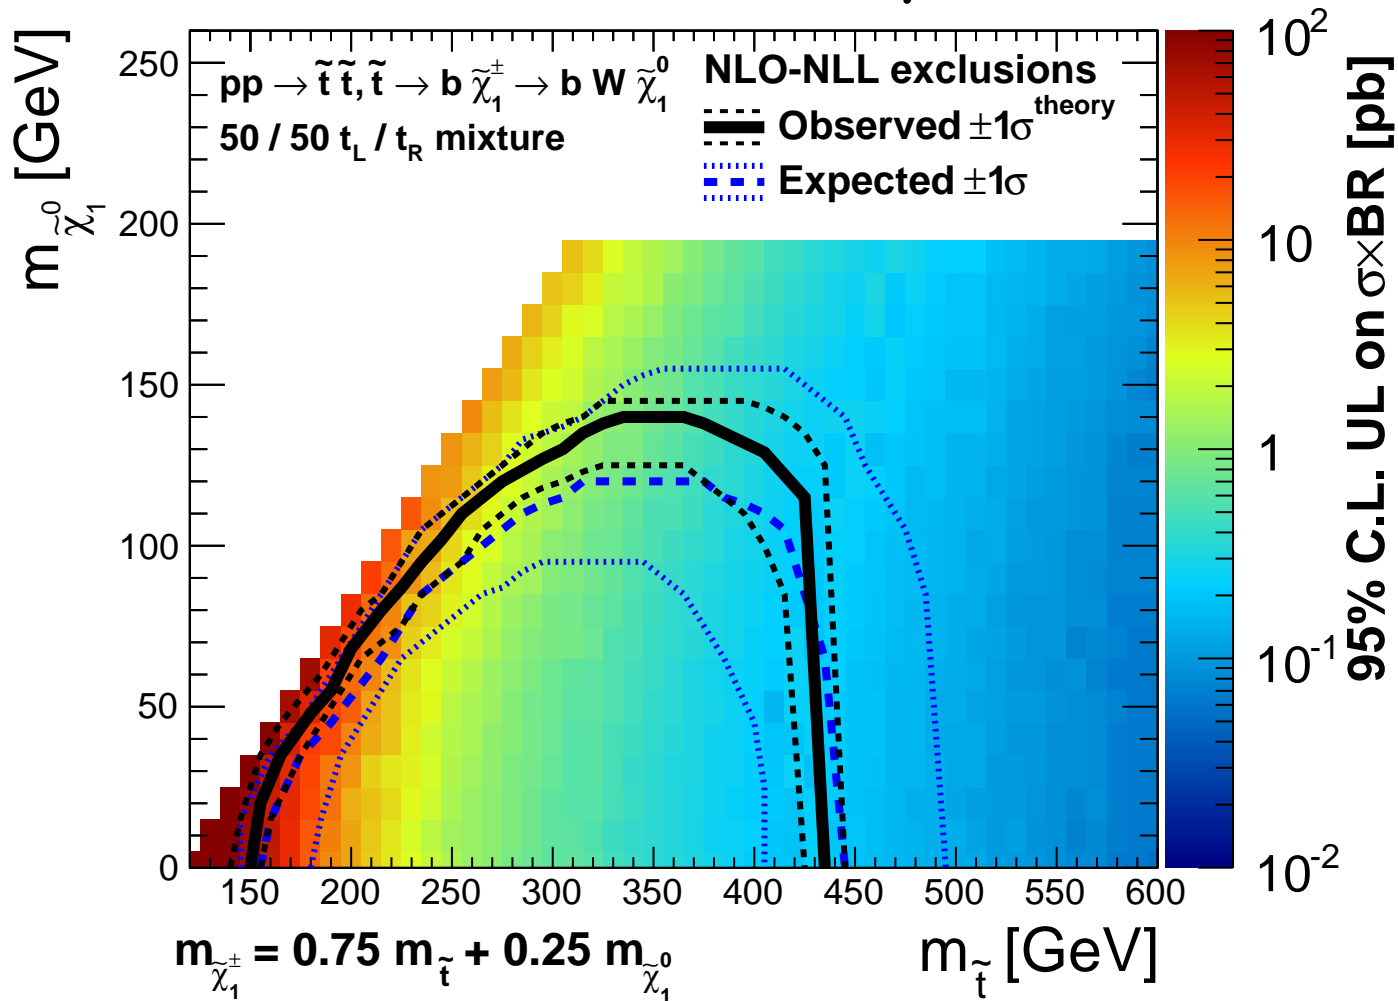 pp → t̃ t̃, t̃ → b χ̃₁^± → b W χ̃₁⁰
50 / 50 t_L / t_R mixture
NLO-NLL exclusions
Observed ±1σ^theory
Expected ±1σ
m_χ̃₁⁰ [GeV]
250
200
150
100
50
0
150 200 250 300 350 400 450 500 550 600
m_t̃ [GeV]
m_χ̃₁^± = 0.75 m_t̃ + 0.25 m_χ̃₁⁰
10²
10
1
10⁻¹
10⁻²
95% C.L. UL on σ×BR [pb]